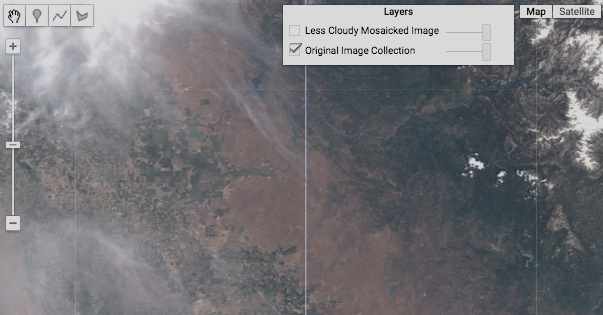 Layers
Less Cloudy Mosaicked Image
Original Image Collection
Map
Satellite